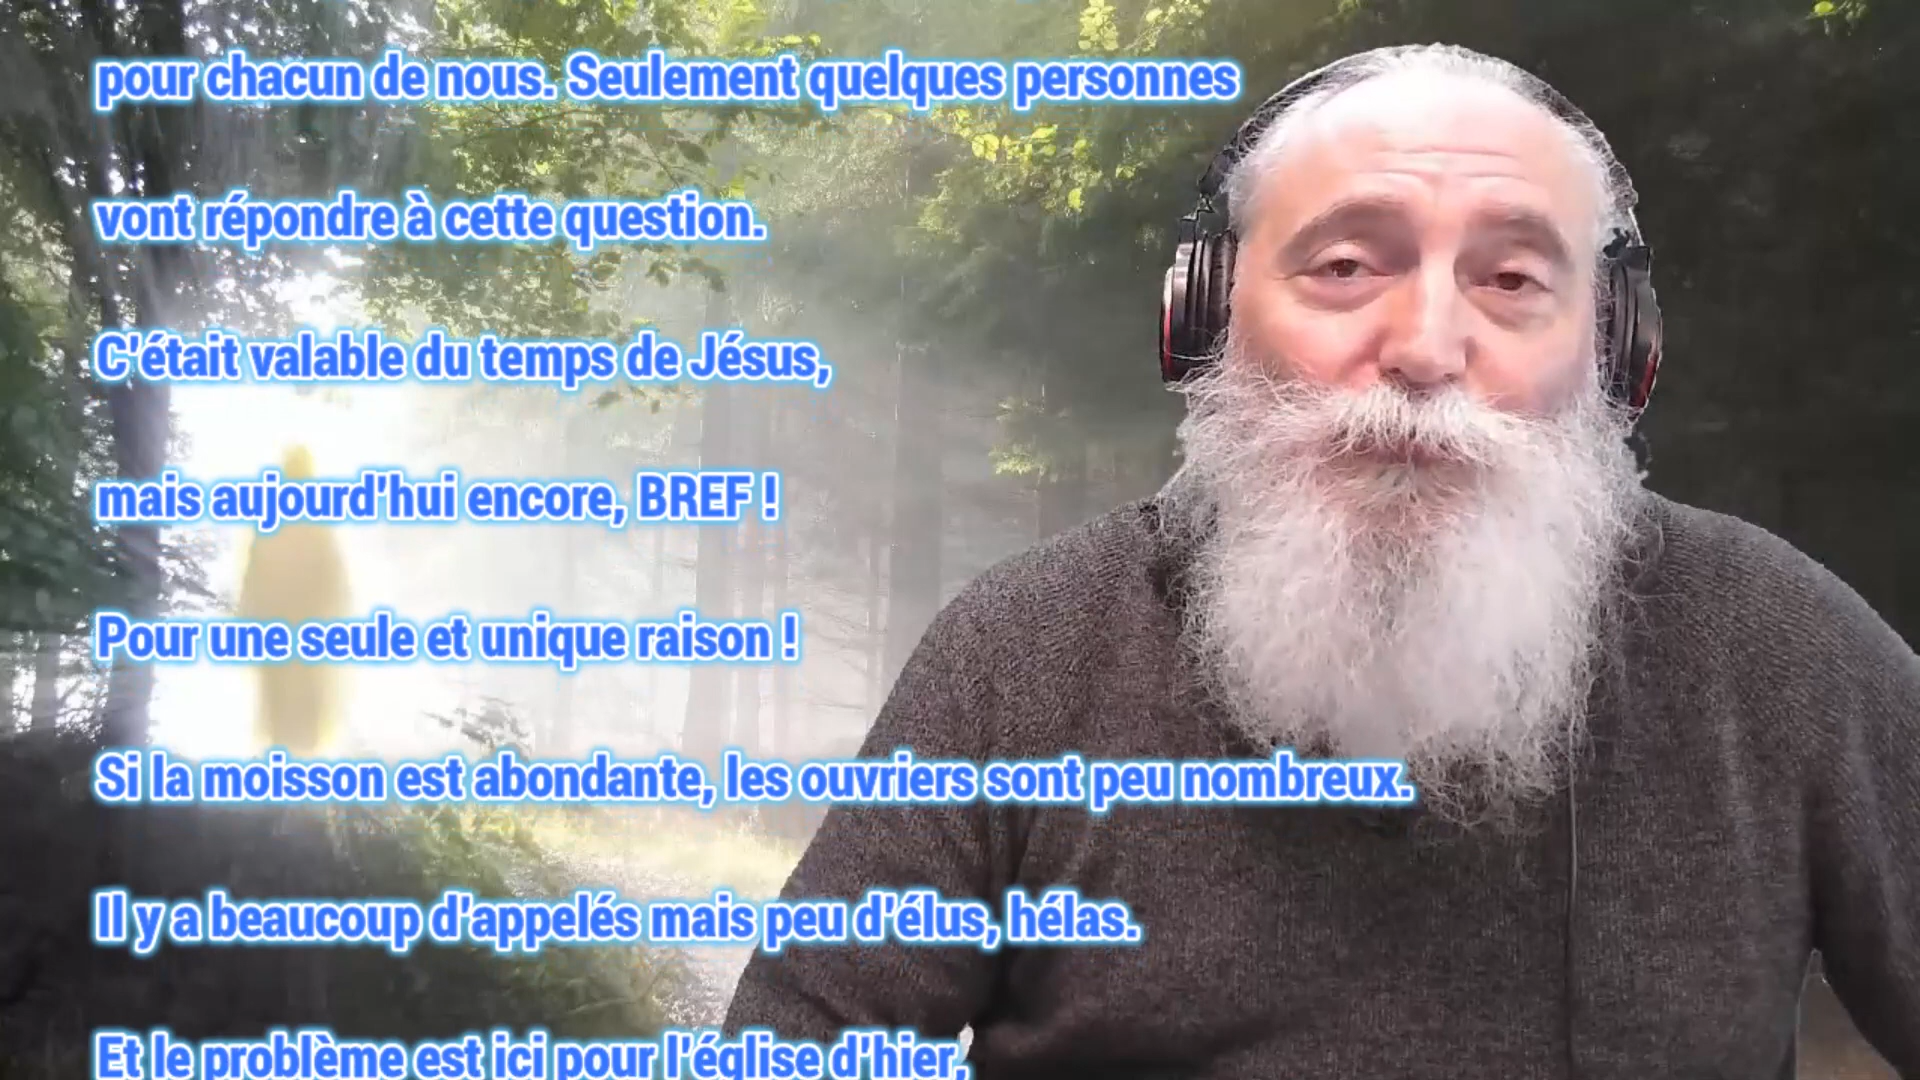 pour chacun de nous. Seulement quelques personnes
vont répondre à cette question.
C'était valable du temps de Jésus,
mais aujourd'hui encore, BREF !
Pour une seule et unique raison !
Si la moisson est abondante, les ouvriers sont peu nombreux.
Il y a beaucoup d'appelés mais peu d'élus, hélas.
Et le problème est ici pour l'église d'hier,